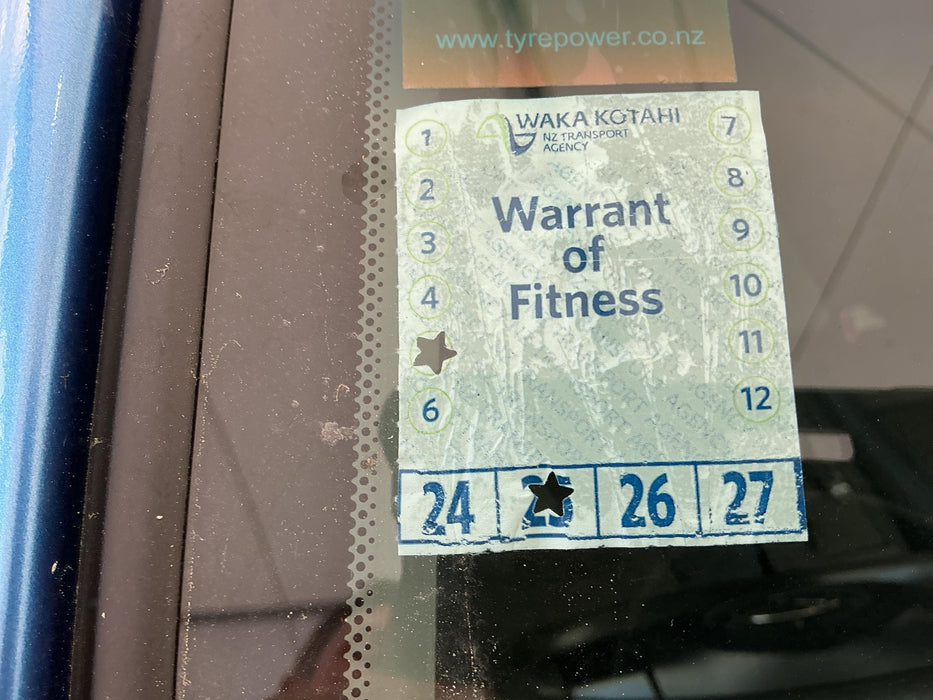 www.tyrepower.co.nz
WAKA KOTAHI
NZ TRANSPORT
AGENCY
Warrant
of
Fitness
1
2
3
4
6
7
8
9
10
11
12
24 25 26 27